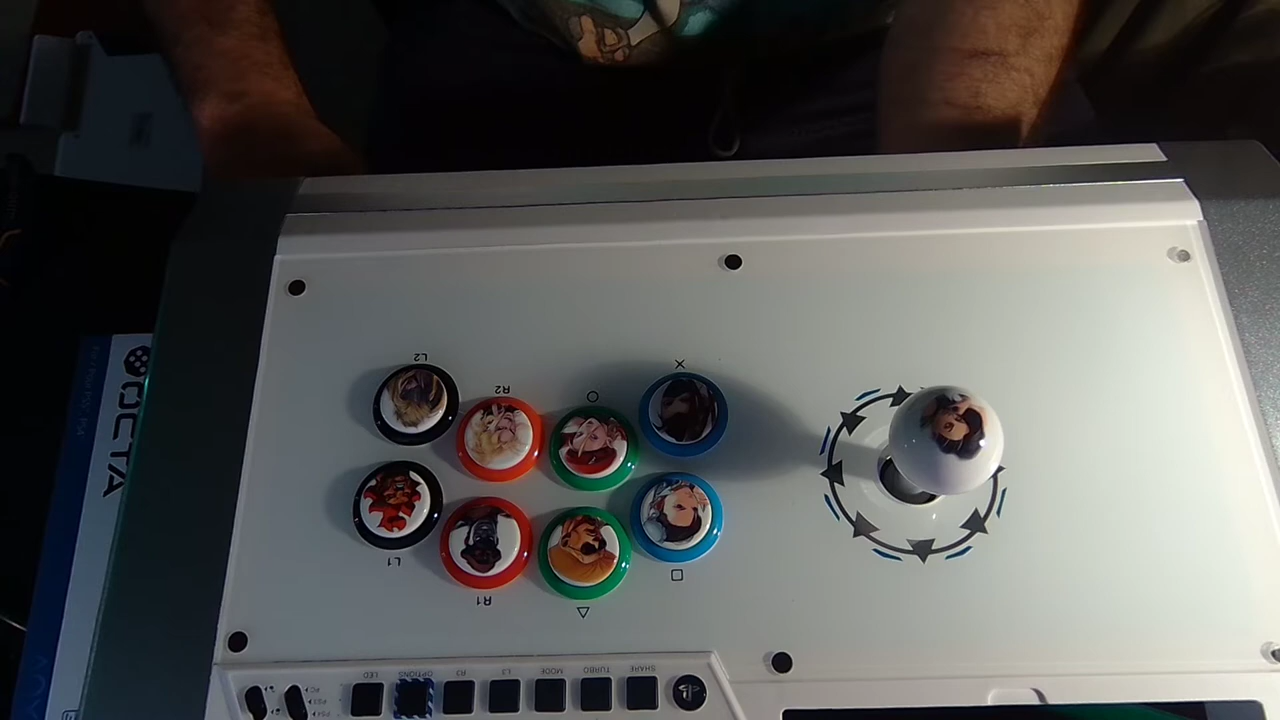 L2
R2
○
✕
L1
R1
△
□
LED
OPTIONS
R3
L3
MODE
TURBO
SHARE
OCTA